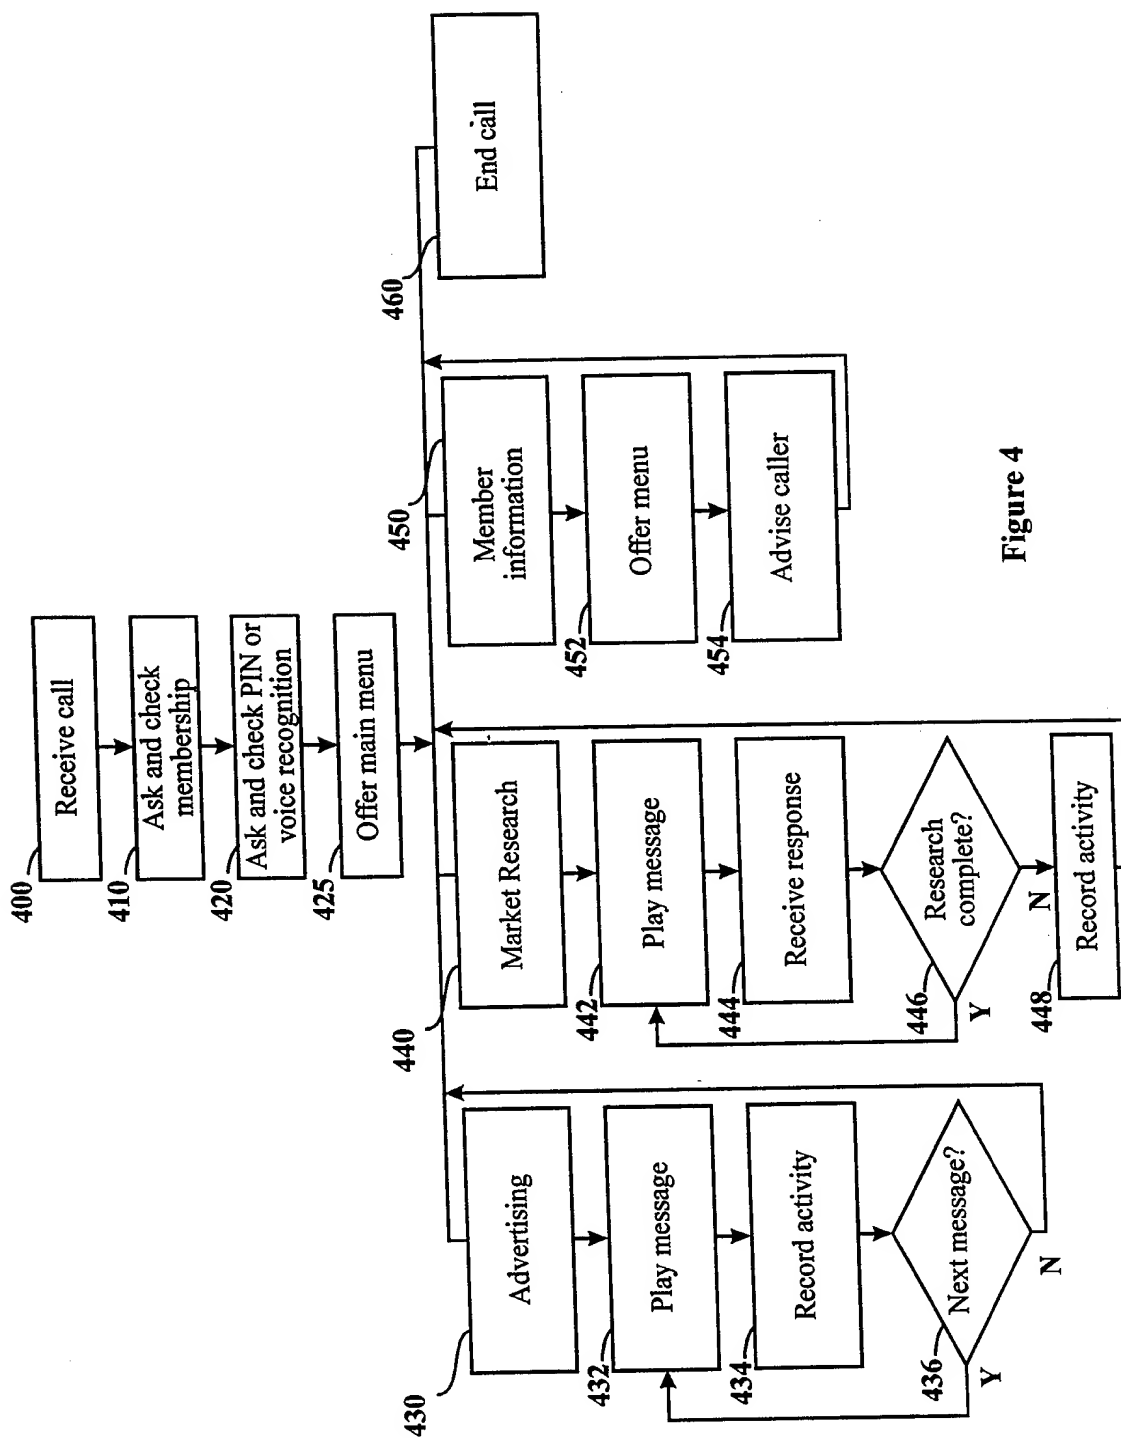 400
Receive call
410
Ask and check
membership
420
Ask and check PIN or
voice recognition
425
Offer main menu
430
Advertising
432
Play message
434
Record activity
436
Next message?
Y
N
440
Market Research
442
Play message
444
Receive response
446
Research
complete?
Y
N
448
Record activity
450
Member
information
452
Offer menu
454
Advise caller
460
End call
Figure 4